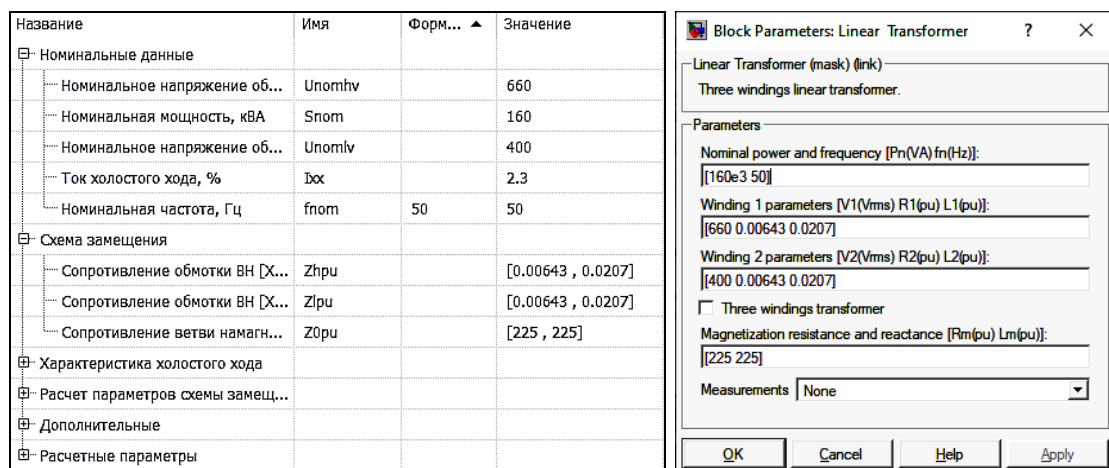 Название Имя Форм... Значение
Номинальные данные
Номинальное напряжение об... Unomhv 660
Номинальная мощность, кВА Snom 160
Номинальное напряжение об... Unomlv 400
Ток холостого хода, % Ixx 2.3
Номинальная частота, Гц fnom 50 50
Схема замещения
Сопротивление обмотки ВН [X... Zhpu [0.00643 , 0.0207]
Сопротивление обмотки ВН [X... Zlpu [0.00643 , 0.0207]
Сопротивление ветви намагн... Z0pu [225 , 225]
Характеристика холостого хода
Расчет параметров схемы замещ...
Дополнительные
Расчетные параметры
Block Parameters: Linear Transformer ? ×
Linear Transformer (mask) (link)
Three windings linear transformer.
Parameters
Nominal power and frequency [Pn(VA) fn(Hz)]:
[160e3 50]
Winding 1 parameters [V1(Vrms) R1(pu) L1(pu)]:
[660 0.00643 0.0207]
Winding 2 parameters [V2(Vrms) R2(pu) L2(pu)]:
[400 0.00643 0.0207]
Three windings transformer
Magnetization resistance and reactance [Rm(pu) Lm(pu)]:
[225 225]
Measurements None
OK Cancel Help Apply